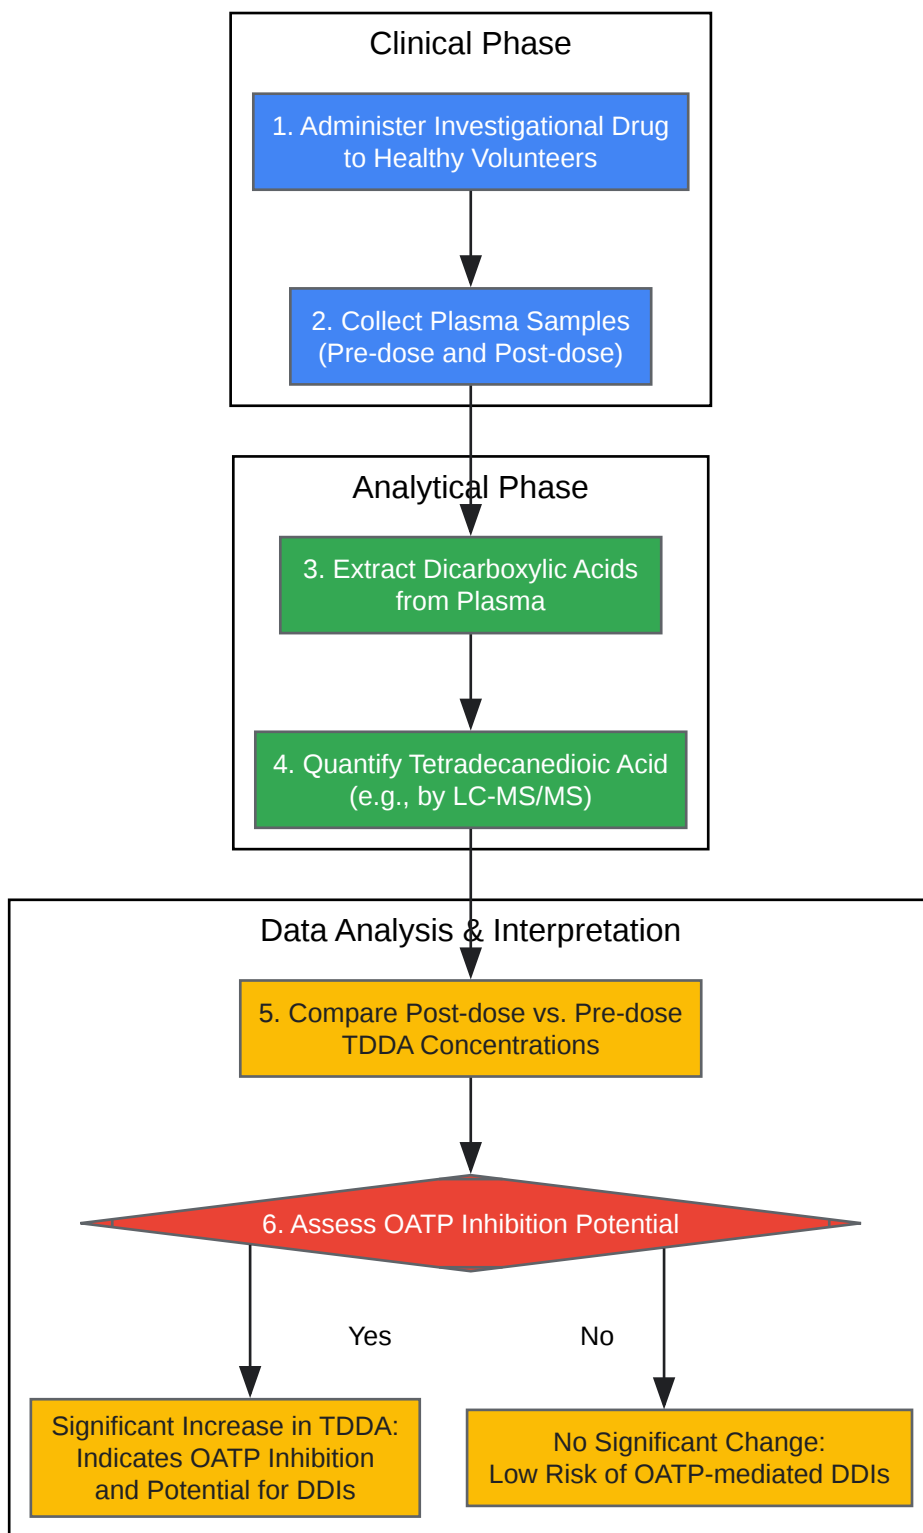 Clinical Phase
1. Administer Investigational Drug
to Healthy Volunteers
2. Collect Plasma Samples
(Pre-dose and Post-dose)
Analytical Phase
3. Extract Dicarboxylic Acids
from Plasma
4. Quantify Tetradecanedioic Acid
(e.g., by LC-MS/MS)
Data Analysis & Interpretation
5. Compare Post-dose vs. Pre-dose
TDDA Concentrations
6. Assess OATP Inhibition Potential
Yes
No
Significant Increase in TDDA:
Indicates OATP Inhibition
and Potential for DDIs
No Significant Change:
Low Risk of OATP-mediated DDIs